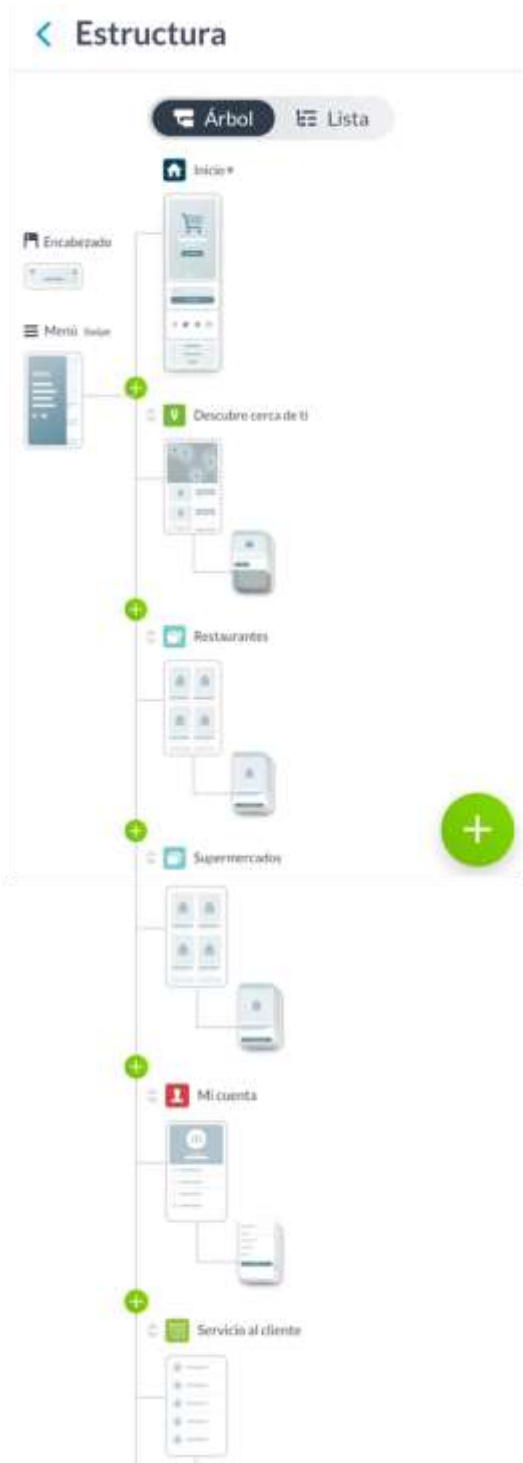 Estructura
Árbol
Lista
Inicio
Encabezado
Menú
Descubre cerca de ti
Restaurantes
Supermercados
Mi cuenta
Servicio al cliente